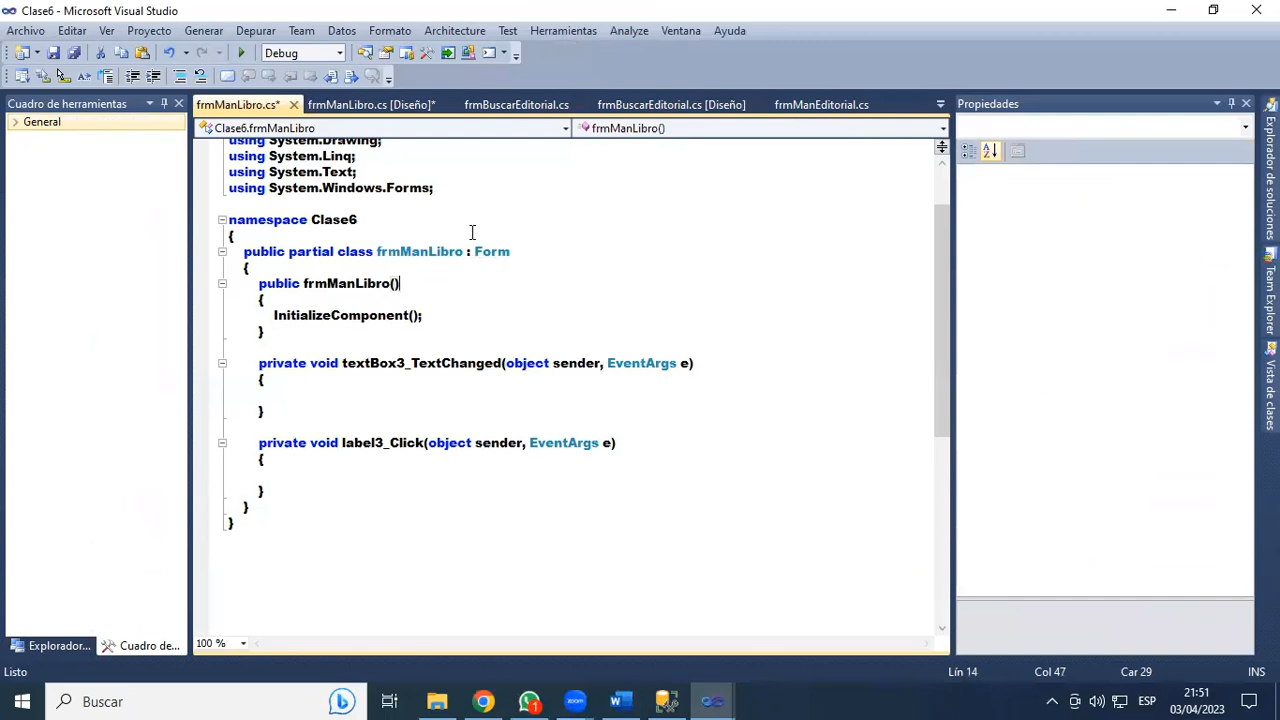 Clase6 - Microsoft Visual Studio
Archivo Editar Ver Proyecto Generar Depurar Team Datos Formato Architecture Test Herramientas Analyze Ventana Ayuda
Debug
Cuadro de herramientas
General
frmManLibro.cs* frmManLibro.cs [Diseño]* frmBuscarEditorial.cs frmBuscarEditorial.cs [Diseño] frmManEditorial.cs
Clase6.frmManLibro frmManLibro()
using System.Drawing;
using System.Linq;
using System.Text;
using System.Windows.Forms;
namespace Clase6
{
public partial class frmManLibro : Form
{
public frmManLibro()
{
InitializeComponent();
}
private void textBox3_TextChanged(object sender, EventArgs e)
{
}
private void label3_Click(object sender, EventArgs e)
{
}
}
}
100 %
Propiedades
Explorador de soluciones
Team Explorer
Vista de clases
Explorador... Cuadro de...
Listo Lín 14 Col 47 Car 29 INS
Buscar
1
zoom
ESP
21:51
03/04/2023